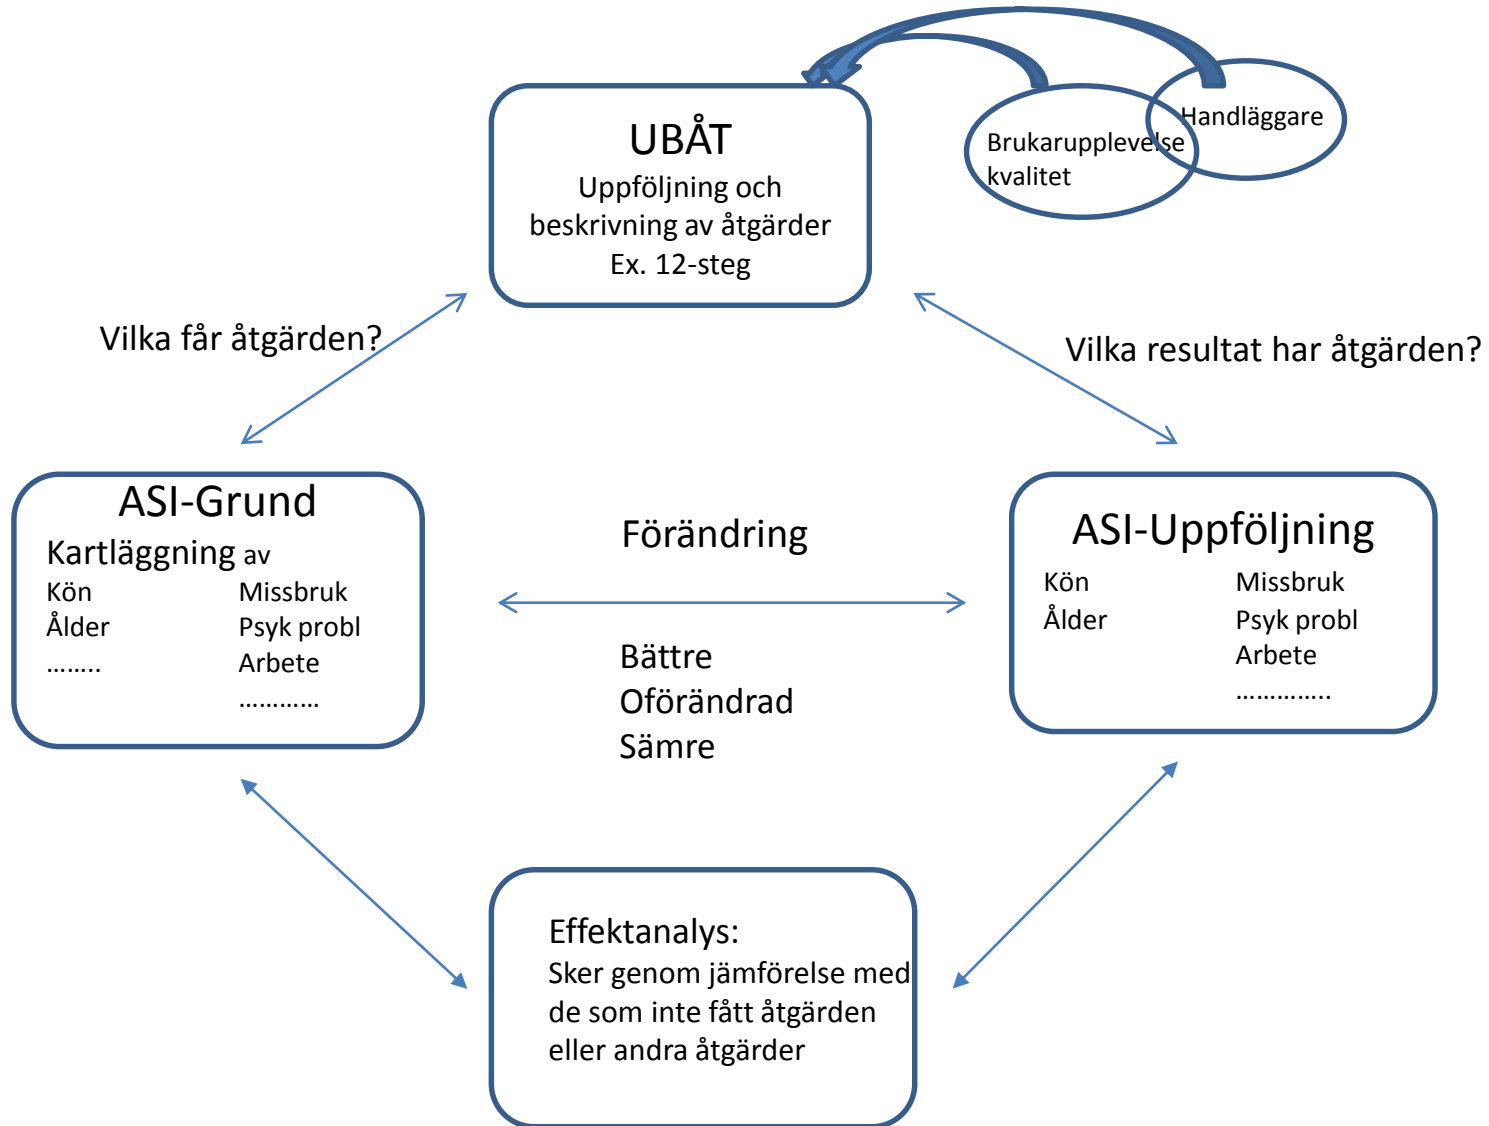 UBÅT
Uppföljning och
beskrivning av åtgärder
Ex. 12-steg
Brukarupplevelse
kvalitet
Handläggare
Vilka får åtgärden?
Vilka resultat har åtgärden?
ASI-Grund
Kartläggning av
Kön Missbruk
Ålder Psyk probl
…….. Arbete
…………
Förändring
Bättre
Oförändrad
Sämre
ASI-Uppföljning
Kön Missbruk
Ålder Psyk probl
Arbete
…………..
Effektanalys:
Sker genom jämförelse med
de som inte fått åtgärden
eller andra åtgärder